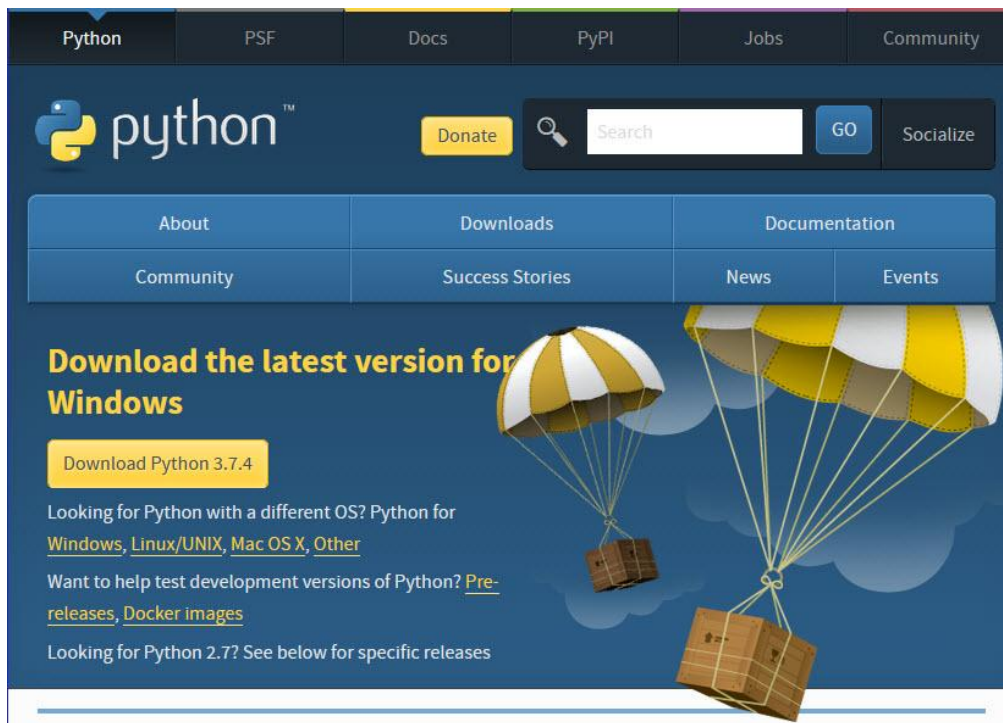 Python PSF Docs PyPI Jobs Community
python™
Donate Search GO Socialize
About Downloads Documentation
Community Success Stories News Events
Download the latest version for
Windows
Download Python 3.7.4
Looking for Python with a different OS? Python for
Windows, Linux/UNIX, Mac OS X, Other
Want to help test development versions of Python? Pre-
releases, Docker images
Looking for Python 2.7? See below for specific releases